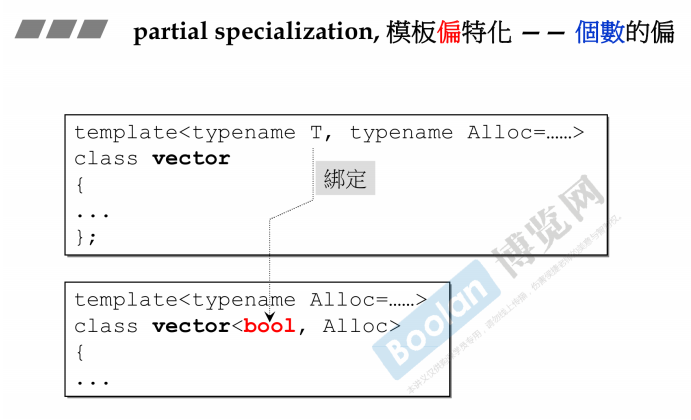 partial specialization, 模板偏特化 —— 個數的偏
template<typename T, typename Alloc=……>
class vector
{
綁定
...
};
template<typename Alloc=……>
class vector<bool, Alloc>
{
...
Boolan 博览网